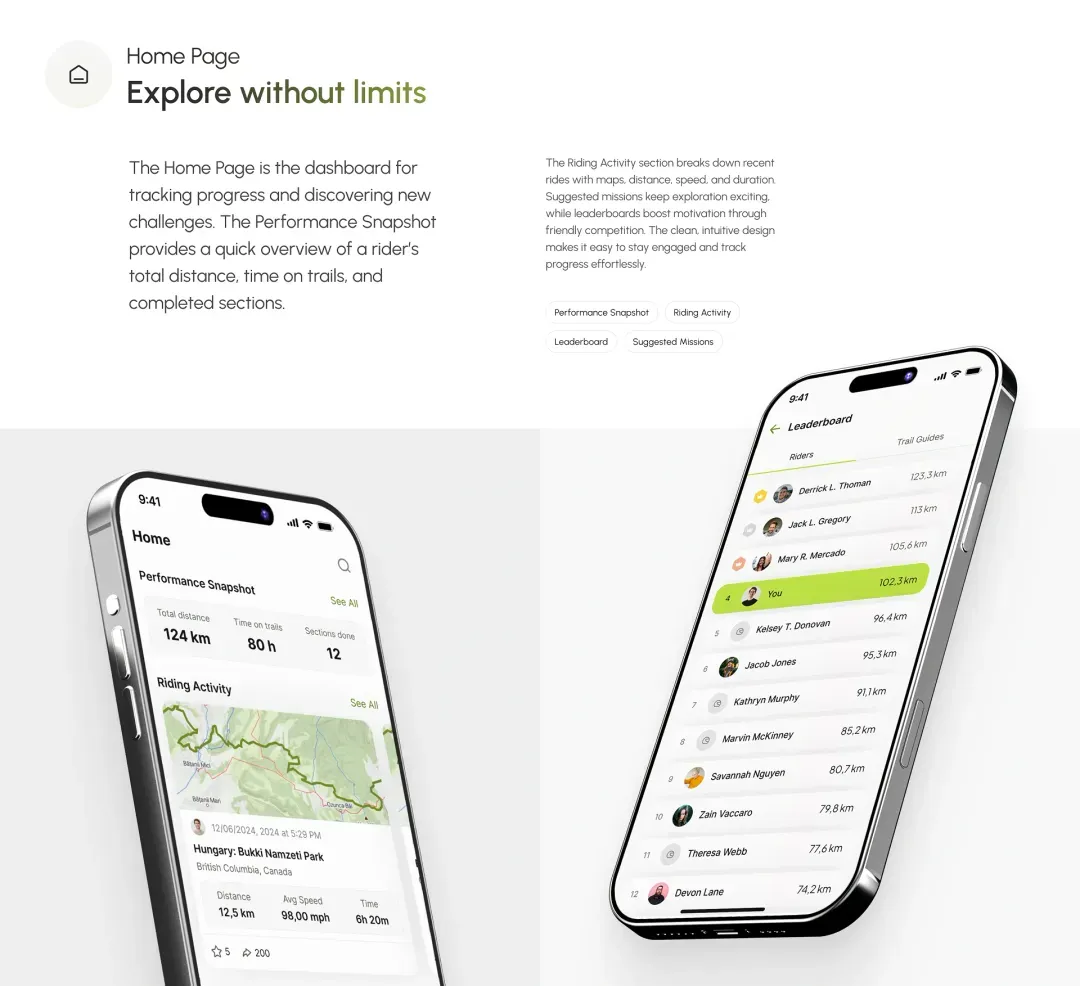 Home Page
Explore without limits
The Home Page is the dashboard for
tracking progress and discovering new
challenges. The Performance Snapshot
provides a quick overview of a rider's
total distance, time on trails, and
completed sections.
The Riding Activity section breaks down recent
rides with maps, distance, speed, and duration.
Suggested missions keep exploration exciting,
while leaderboards boost motivation through
friendly competition. The clean, intuitive design
makes it easy to stay engaged and track
progress effortlessly.
Performance Snapshot Riding Activity
Leaderboard Suggested Missions
9:41
Home
Performance Snapshot
See All
Total distance Time on trails Sections done
124 km 80 h 12
Riding Activity
See All
Bătanii Mici
Bătanii Mari
Ozunca-Băi
12/06/2024, 2024 at 5:29 PM
Hungary: Bukki Namzeti Park
British Columbia, Canada
Distance Avg Speed Time
12,5 km 98,00 mph 6h 20m
5 200
9:41
Leaderboard
Riders Trail Guides
Derrick L. Thoman 123,3 km
Jack L. Gregory 113 km
Mary R. Mercado 105,6 km
4 You 102,3 km
5 Kelsey T. Donovan 96,4 km
6 Jacob Jones 95,3 km
7 Kathryn Murphy 91,1 km
8 Marvin McKinney 85,2 km
9 Savannah Nguyen 80,7 km
10 Zain Vaccaro 79,8 km
11 Theresa Webb 77,6 km
12 Devon Lane 74,2 km